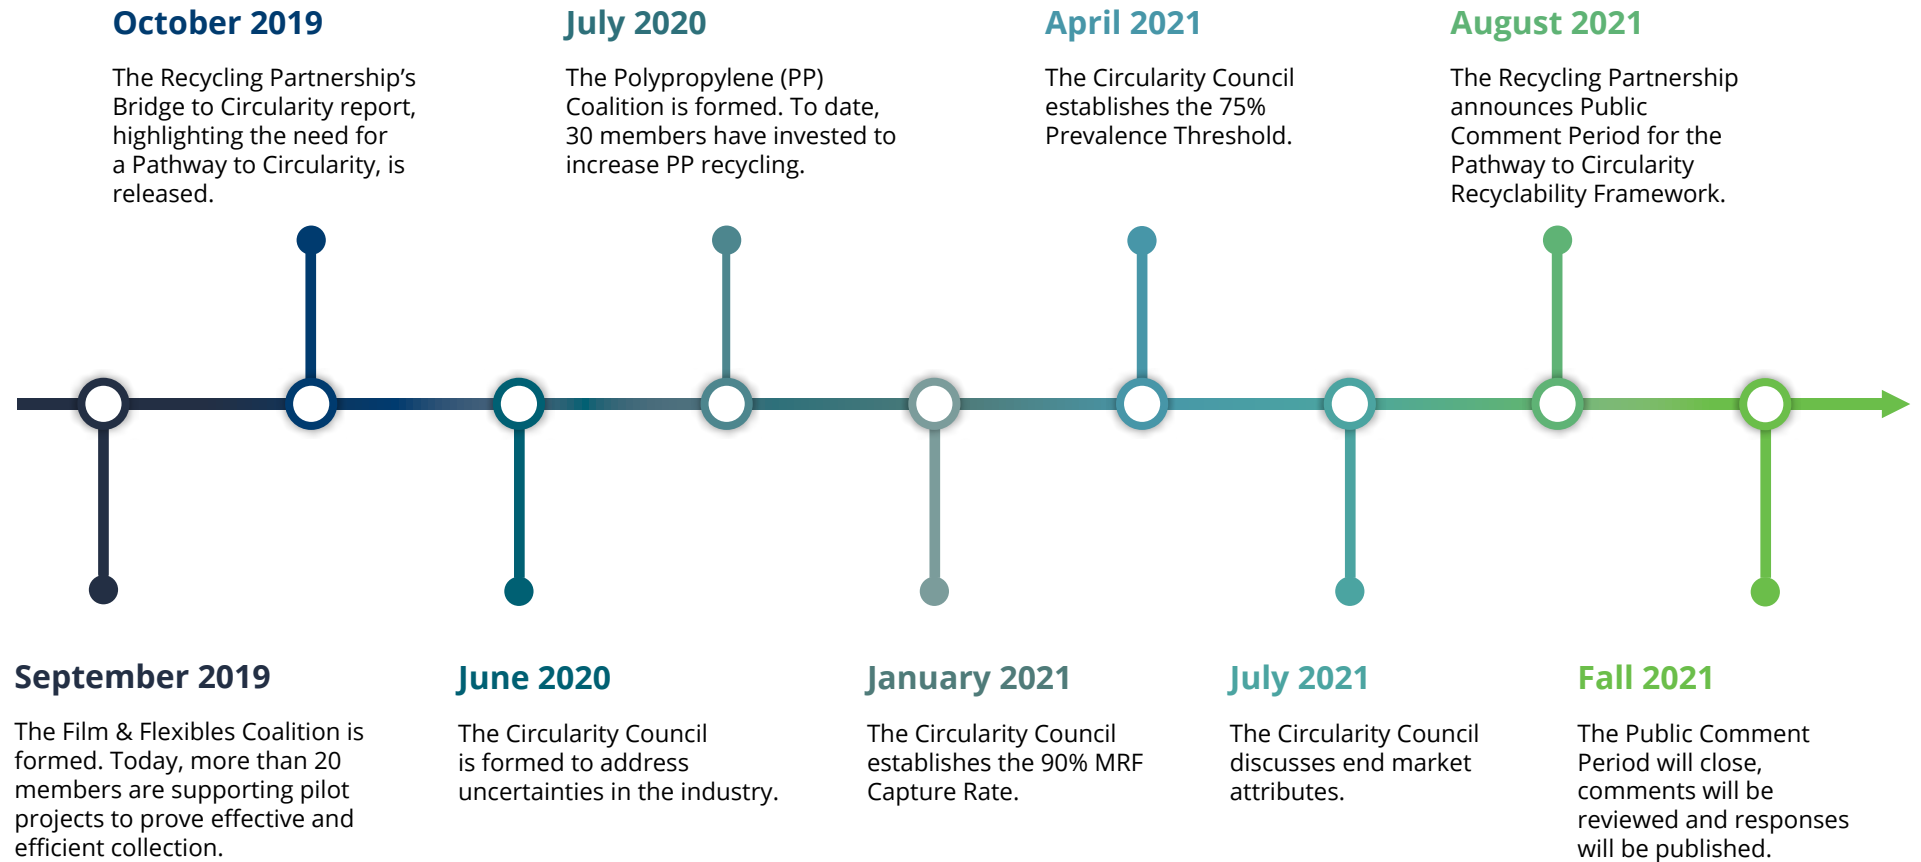 October 2019
The Recycling Partnership's
Bridge to Circularity report,
highlighting the need for
a Pathway to Circularity, is
released.
July 2020
The Polypropylene (PP)
Coalition is formed. To date,
30 members have invested to
increase PP recycling.
April 2021
The Circularity Council
establishes the 75%
Prevalence Threshold.
August 2021
The Recycling Partnership
announces Public
Comment Period for the
Pathway to Circularity
Recyclability Framework.
September 2019
The Film & Flexibles Coalition is
formed. Today, more than 20
members are supporting pilot
projects to prove effective and
efficient collection.
June 2020
The Circularity Council
is formed to address
uncertainties in the industry.
January 2021
The Circularity Council
establishes the 90% MRF
Capture Rate.
July 2021
The Circularity Council
discusses end market
attributes.
Fall 2021
The Public Comment
Period will close,
comments will be
reviewed and responses
will be published.